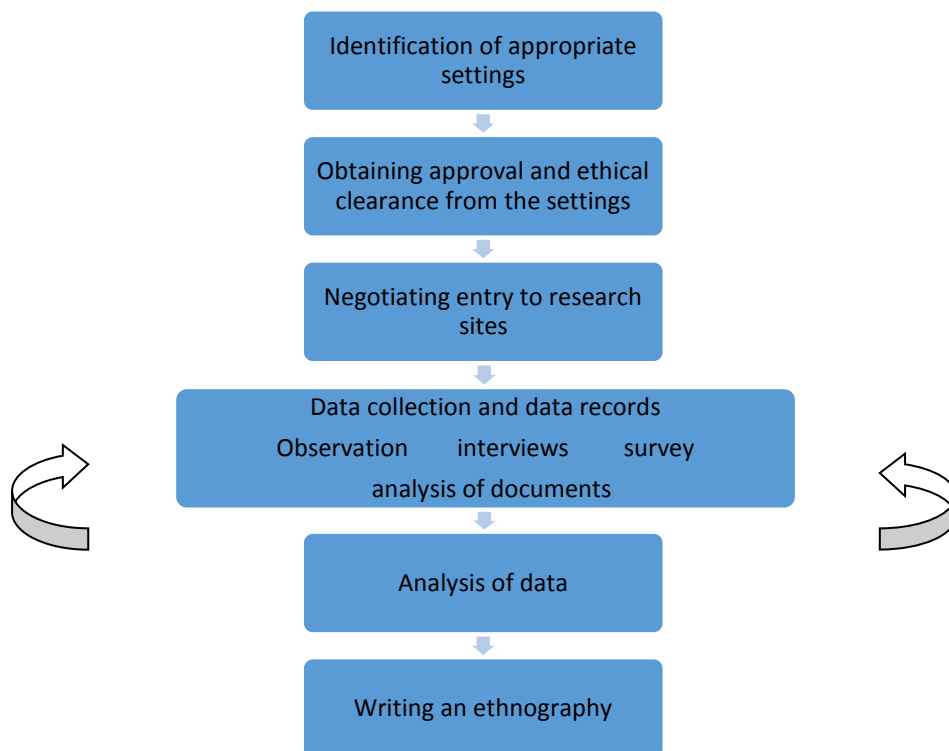 Identification of appropriate
settings
Obtaining approval and ethical
clearance from the settings
Negotiating entry to research
sites
Data collection and data records
Observation interviews survey
analysis of documents
Analysis of data
Writing an ethnography